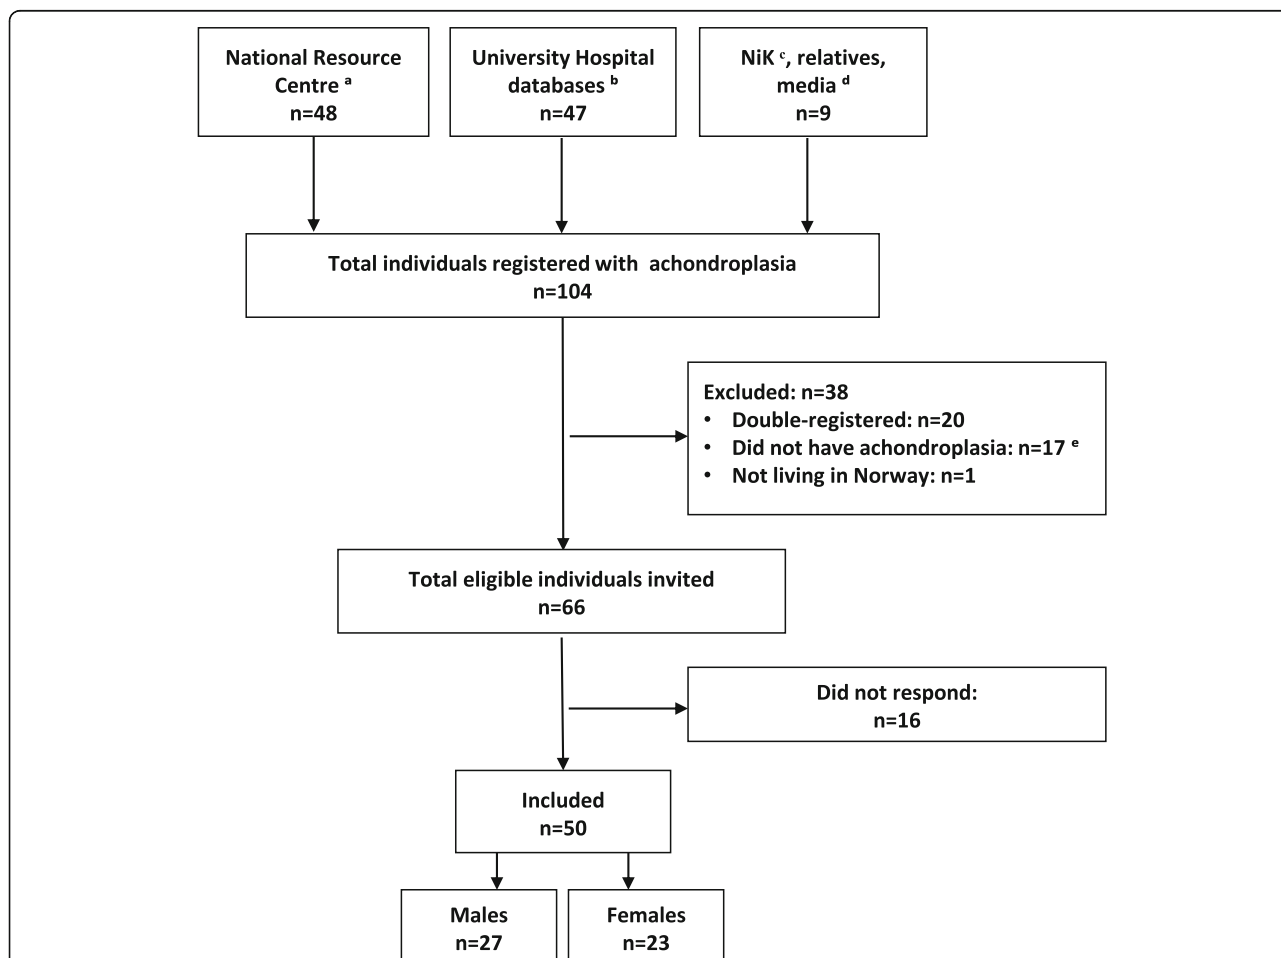 National Resource
Centre ᵃ
n=48
University Hospital
databases ᵇ
n=47
NiK ᶜ, relatives,
media ᵈ
n=9
Total individuals registered with achondroplasia
n=104
Excluded: n=38
• Double-registered: n=20
• Did not have achondroplasia: n=17 ᵉ
• Not living in Norway: n=1
Total eligible individuals invited
n=66
Did not respond:
n=16
Included
n=50
Males
n=27
Females
n=23